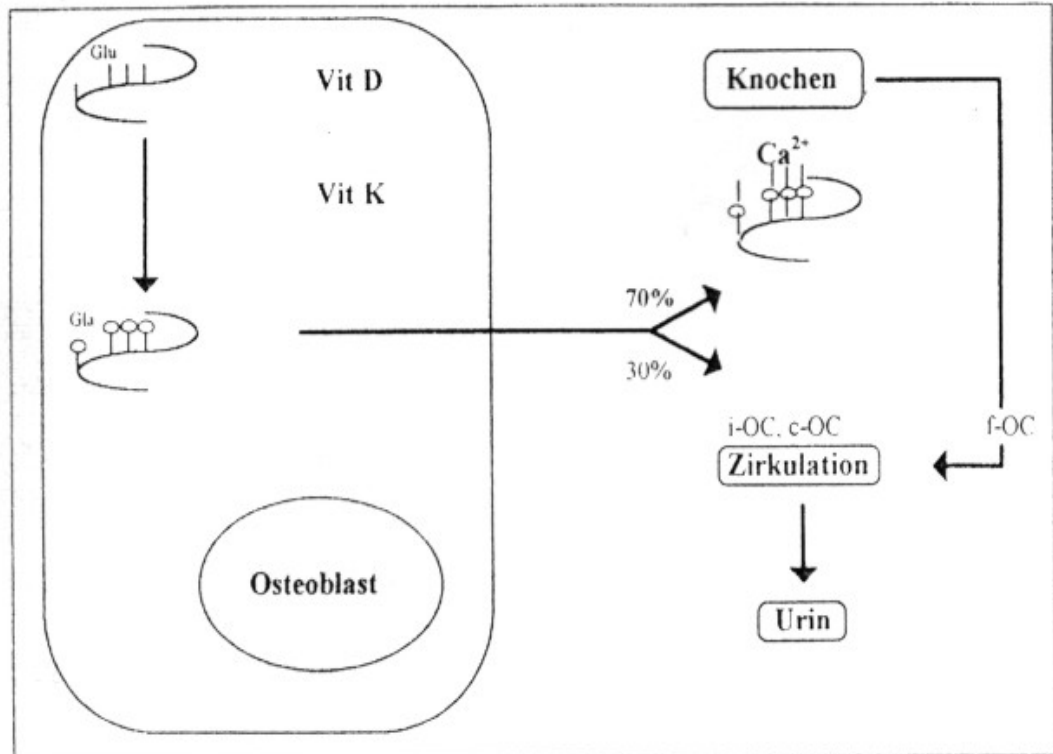 Glu
Vit D
Knochen
Ca²⁺
Vit K
Gla
70%
30%
i-OC, c-OC
f-OC
Zirkulation
Osteoblast
Urin